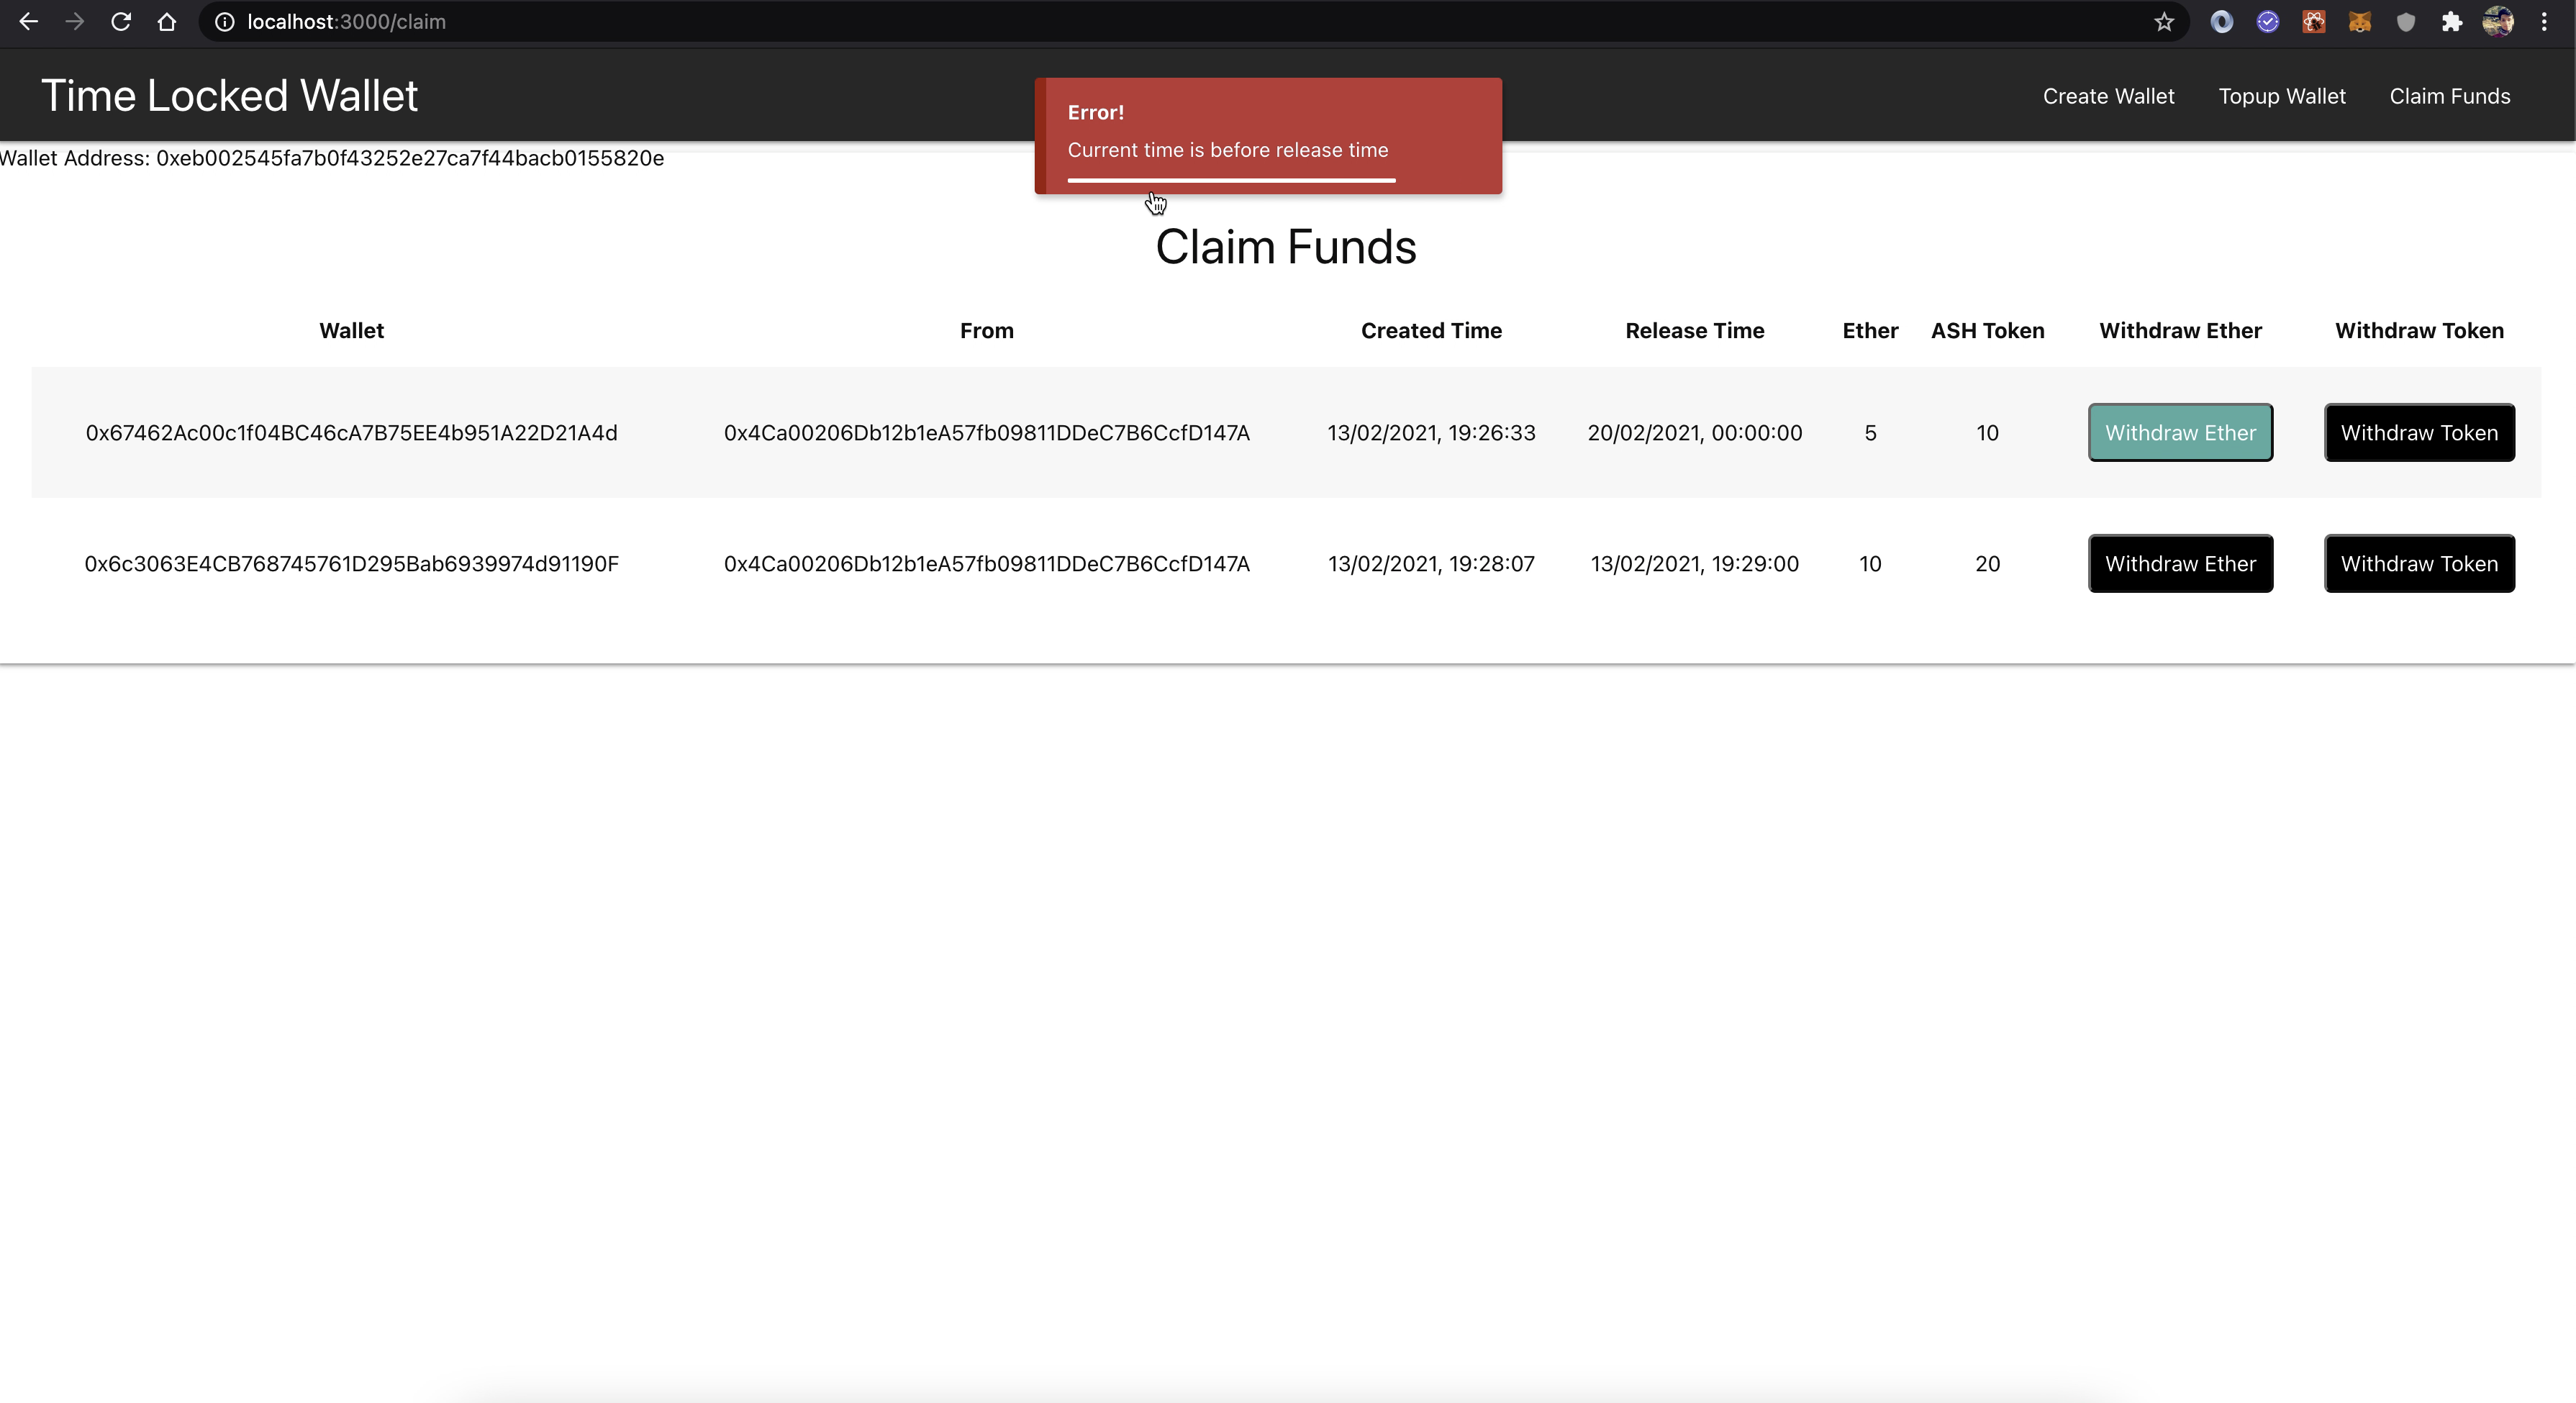 localhost:3000/claim
Time Locked Wallet
Create Wallet Topup Wallet Claim Funds
Error!
Current time is before release time
Wallet Address: 0xeb002545fa7b0f43252e27ca7f44bacb0155820e
Claim Funds
Wallet From Created Time Release Time Ether ASH Token Withdraw Ether Withdraw Token
0x67462Ac00c1f04BC46cA7B75EE4b951A22D21A4d 0x4Ca00206Db12b1eA57fb09811DDeC7B6CcfD147A 13/02/2021, 19:26:33 20/02/2021, 00:00:00 5 10 Withdraw Ether Withdraw Token
0x6c3063E4CB768745761D295Bab6939974d91190F 0x4Ca00206Db12b1eA57fb09811DDeC7B6CcfD147A 13/02/2021, 19:28:07 13/02/2021, 19:29:00 10 20 Withdraw Ether Withdraw Token